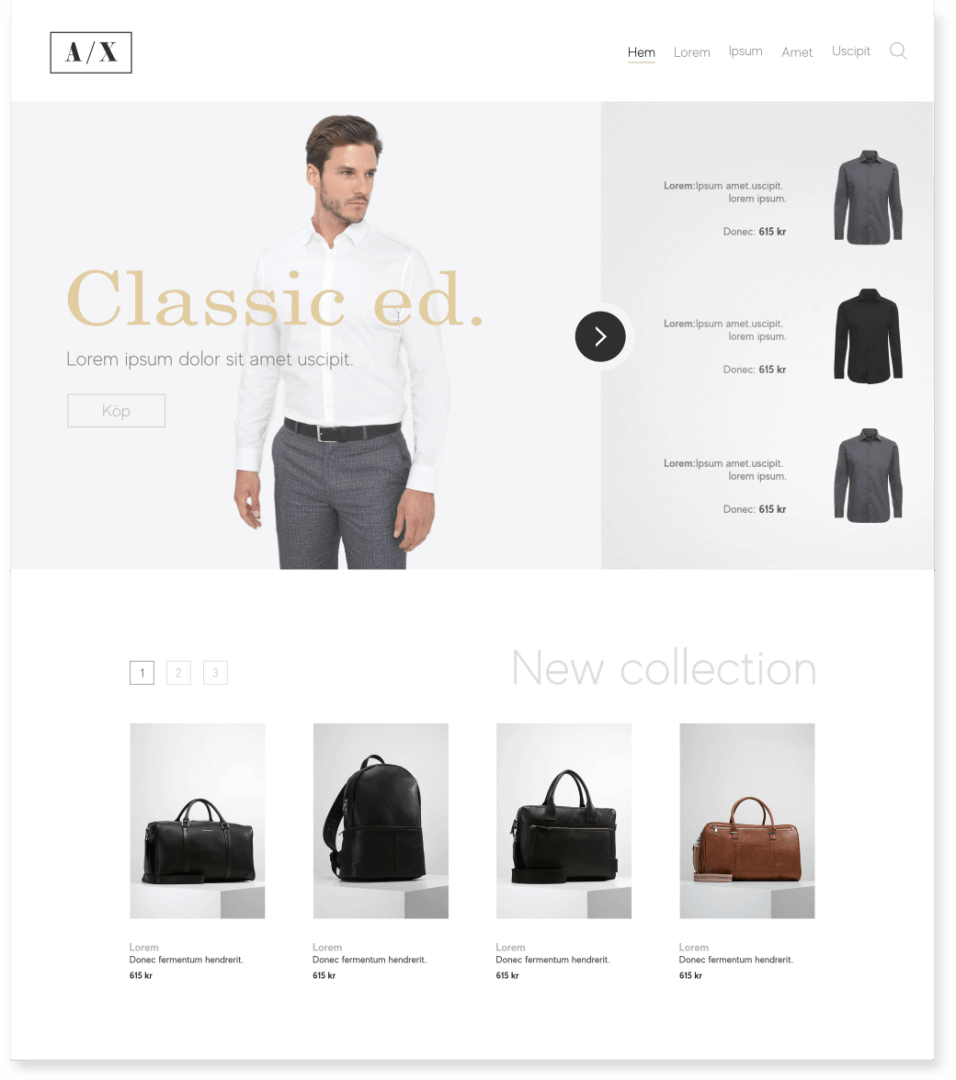 A/X
Hem Lorem Ipsum Amet Uscipit
Classic ed.
Lorem ipsum dolor sit amet uscipit.
Köp
Lorem:Ipsum amet.uscipit.
lorem ipsum.
Donec: 615 kr
Lorem:Ipsum amet.uscipit.
lorem ipsum.
Donec: 615 kr
Lorem:Ipsum amet.uscipit.
lorem ipsum.
Donec: 615 kr
1 2 3
New collection
Lorem
Donec fermentum hendrerit.
615 kr
Lorem
Donec fermentum hendrerit.
615 kr
Lorem
Donec fermentum hendrerit.
615 kr
Lorem
Donec fermentum hendrerit.
615 kr